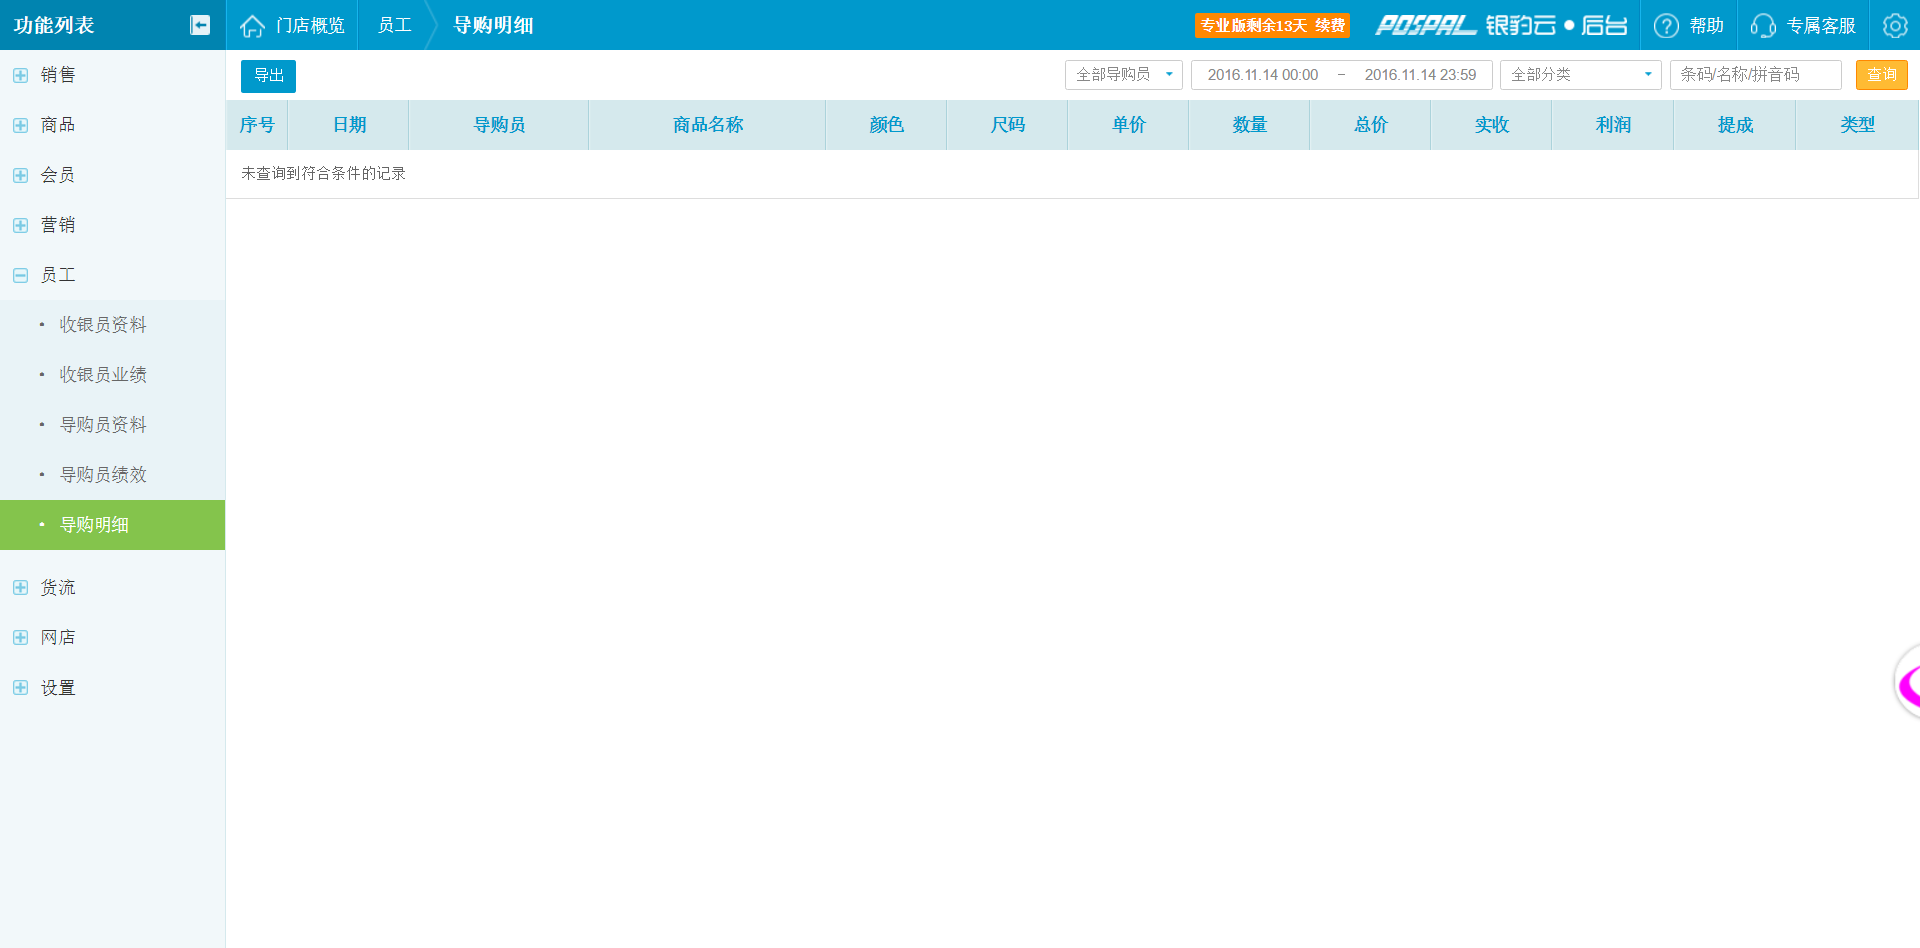 功能列表
门店概览
员工
导购明细
专业版剩余13天 续费
POSPAL 银豹云●后台
帮助
专属客服
销售
商品
会员
营销
员工
收银员资料
收银员业绩
导购员资料
导购员绩效
导购明细
货流
网店
设置
导出
全部导购员
2016.11.14 00:00 － 2016.11.14 23:59
全部分类
条码/名称/拼音码
查询
序号 日期 导购员 商品名称 颜色 尺码 单价 数量 总价 实收 利润 提成 类型
未查询到符合条件的记录